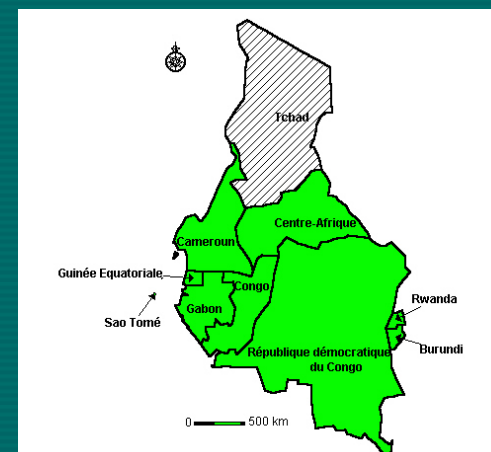 Tchad
Centre-Afrique
Cameroun
Guinée Equatoriale
Congo
Rwanda
Gabon
Sao Tomé
Burundi
République démocratique
du Congo
0 500 km